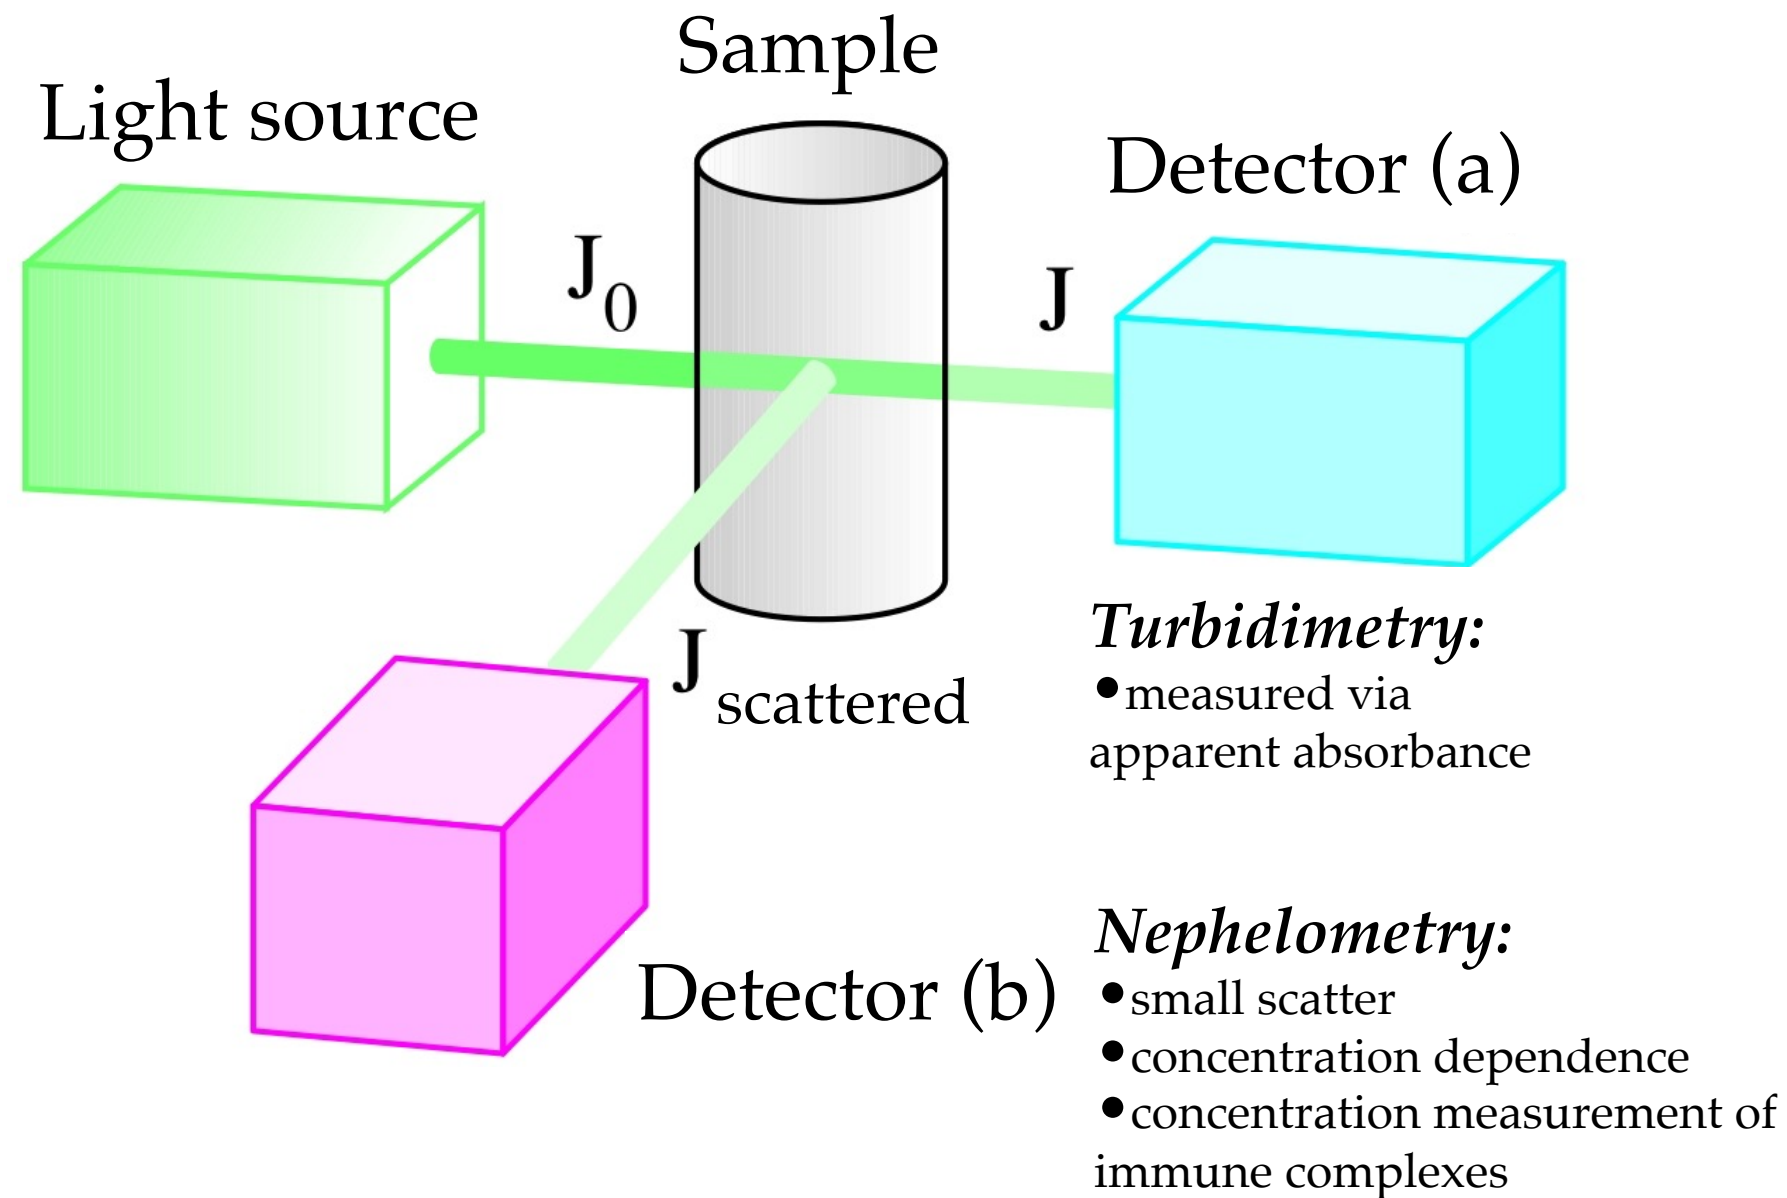 Sample
Light source
Detector (a)
J0
J
J scattered
Turbidimetry:
•measured via
apparent absorbance
Detector (b)
Nephelometry:
•small scatter
•concentration dependence
•concentration measurement of
immune complexes